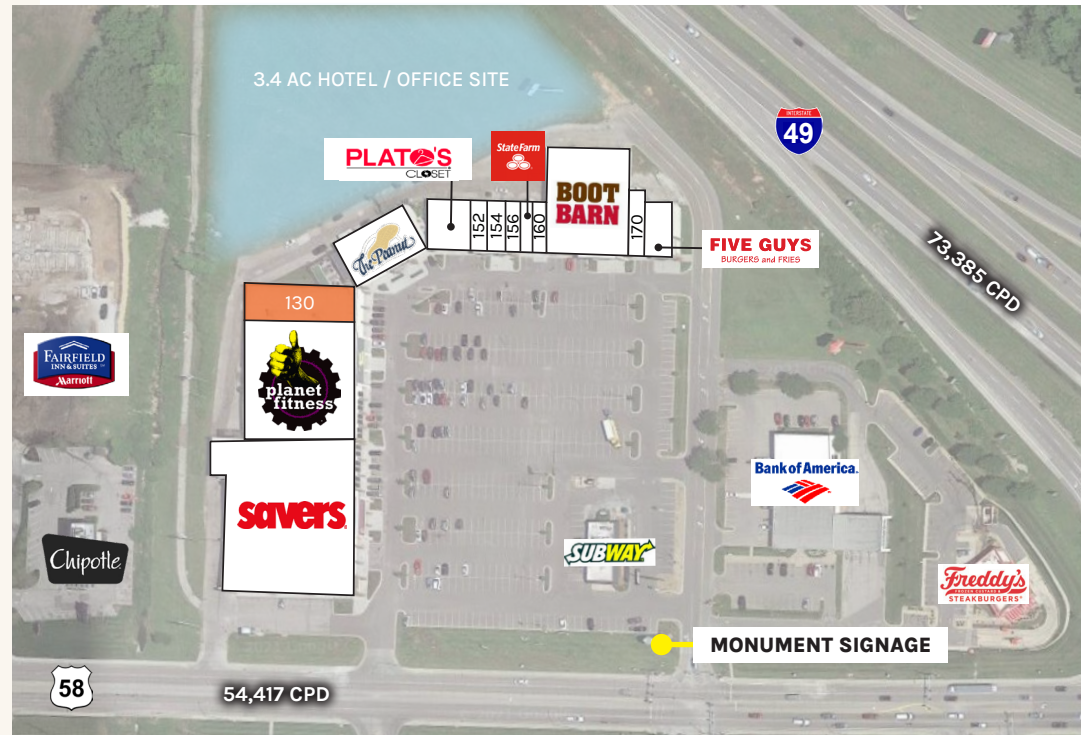 3.4 AC HOTEL / OFFICE SITE
INTERSTATE
49
PLATO'S
CLOSET
StateFarm
BOOT
BARN
152
154
156
160
170
The Peanut
FIVE GUYS
BURGERS and FRIES
73,385 CPD
130
planet
fitness
FAIRFIELD
INN & SUITES
Marriott
savers
Bank of America.
SUBWAY
Chipotle
Freddy's
FROZEN CUSTARD &
STEAKBURGERS
MONUMENT SIGNAGE
58
54,417 CPD